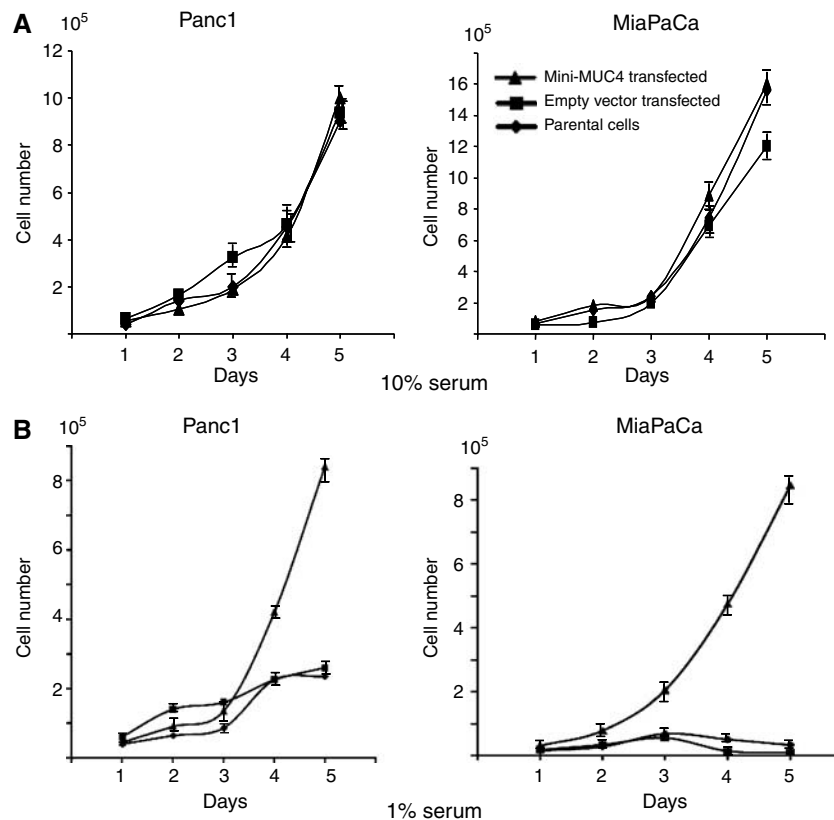 A
Panc1
10^5
12
10
8
6
4
2
Cell number
1 2 3 4 5
Days
MiaPaCa
10^5
16
14
12
10
8
6
4
2
Cell number
Mini-MUC4 transfected
Empty vector transfected
Parental cells
1 2 3 4 5
Days
10% serum
B
Panc1
10^5
8
6
4
2
Cell number
1 2 3 4 5
Days
MiaPaCa
10^5
8
6
4
2
Cell number
1 2 3 4 5
Days
1% serum